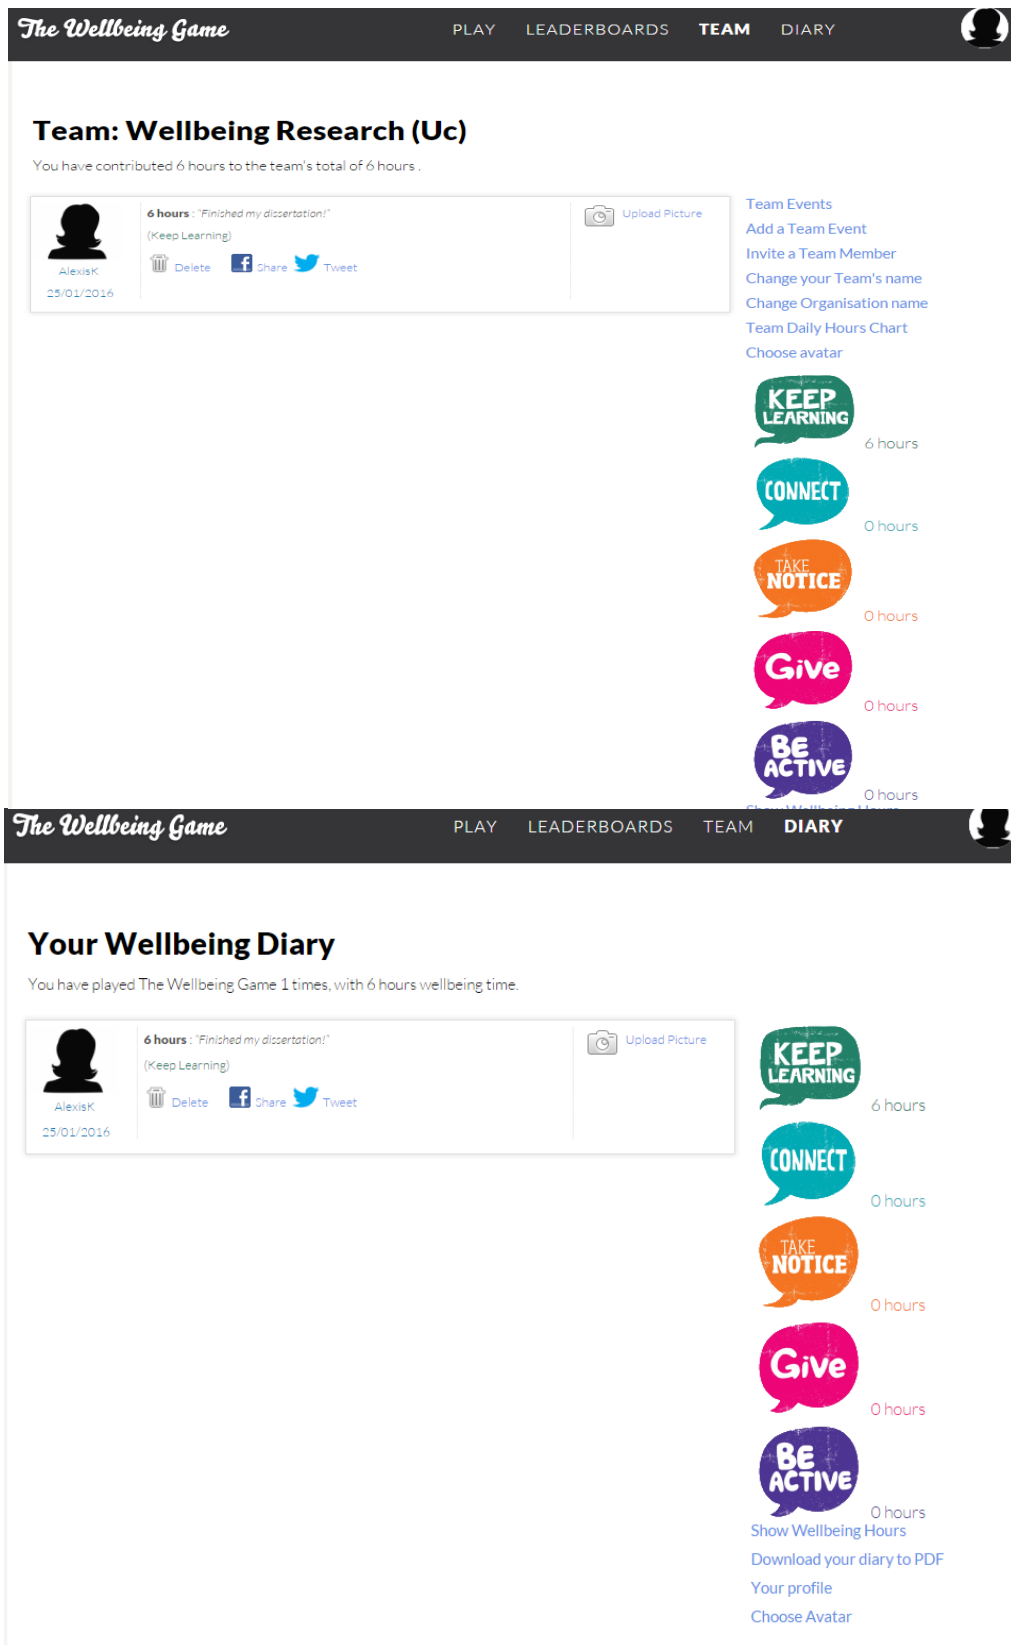 The Wellbeing Game
PLAY LEADERBOARDS TEAM DIARY
Team: Wellbeing Research (Uc)
You have contributed 6 hours to the team's total of 6 hours .
6 hours : "Finished my dissertation!"
(Keep Learning)
Delete Share Tweet
AlexisK
25/01/2016
Upload Picture
Team Events
Add a Team Event
Invite a Team Member
Change your Team's name
Change Organisation name
Team Daily Hours Chart
Choose avatar
KEEP
LEARNING
6 hours
CONNECT
0 hours
TAKE
NOTICE
0 hours
Give
0 hours
BE
ACTIVE
0 hours
Show Wellbeing Hours
The Wellbeing Game
PLAY LEADERBOARDS TEAM DIARY
Your Wellbeing Diary
You have played The Wellbeing Game 1 times, with 6 hours wellbeing time.
6 hours : "Finished my dissertation!"
(Keep Learning)
Delete Share Tweet
AlexisK
25/01/2016
Upload Picture
KEEP
LEARNING
6 hours
CONNECT
0 hours
TAKE
NOTICE
0 hours
Give
0 hours
BE
ACTIVE
0 hours
Show Wellbeing Hours
Download your diary to PDF
Your profile
Choose Avatar